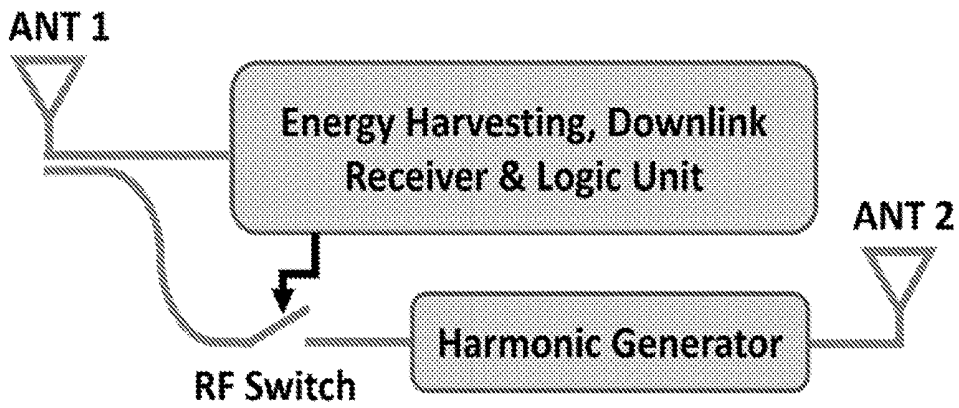 ANT 1
Energy Harvesting, Downlink
Receiver & Logic Unit
ANT 2
Harmonic Generator
RF Switch